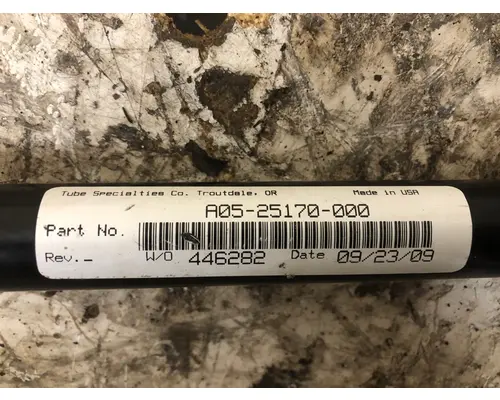 Tube Specialties Co. Troutdale, OR Made in USA
A05-25170-000
Part No.
Rev.- W/O 446282 Date 09/23/09